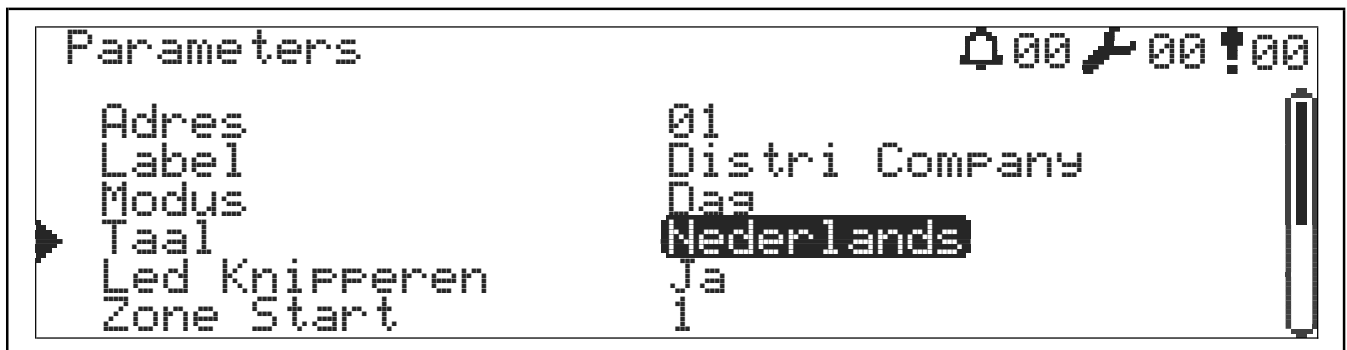 Parameters 00 00 00
Adres 01
Label Distri Company
Modus Dag
Taal Nederlands
Led Knipperen Ja
Zone Start 1